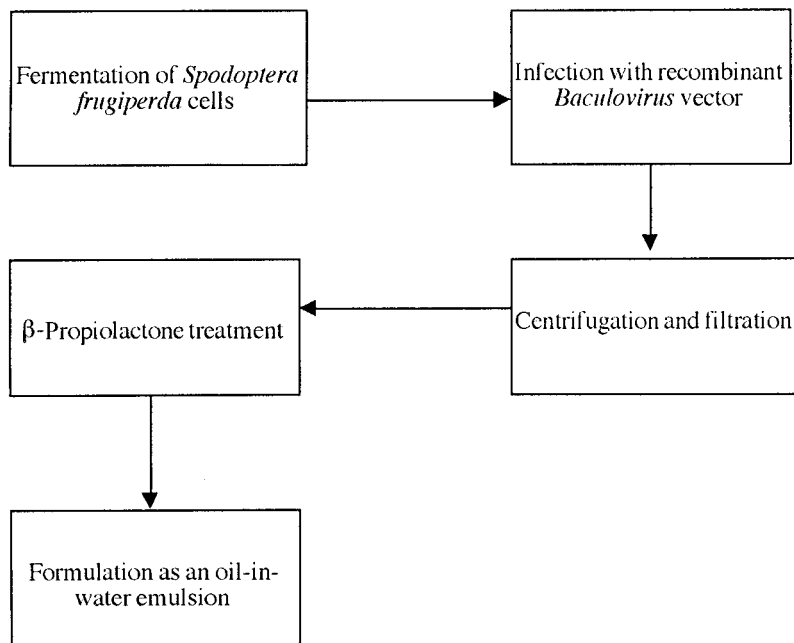 Fermentation of Spodoptera
frugiperda cells
Infection with recombinant
Baculovirus vector
Centrifugation and filtration
β-Propiolactone treatment
Formulation as an oil-in-
water emulsion